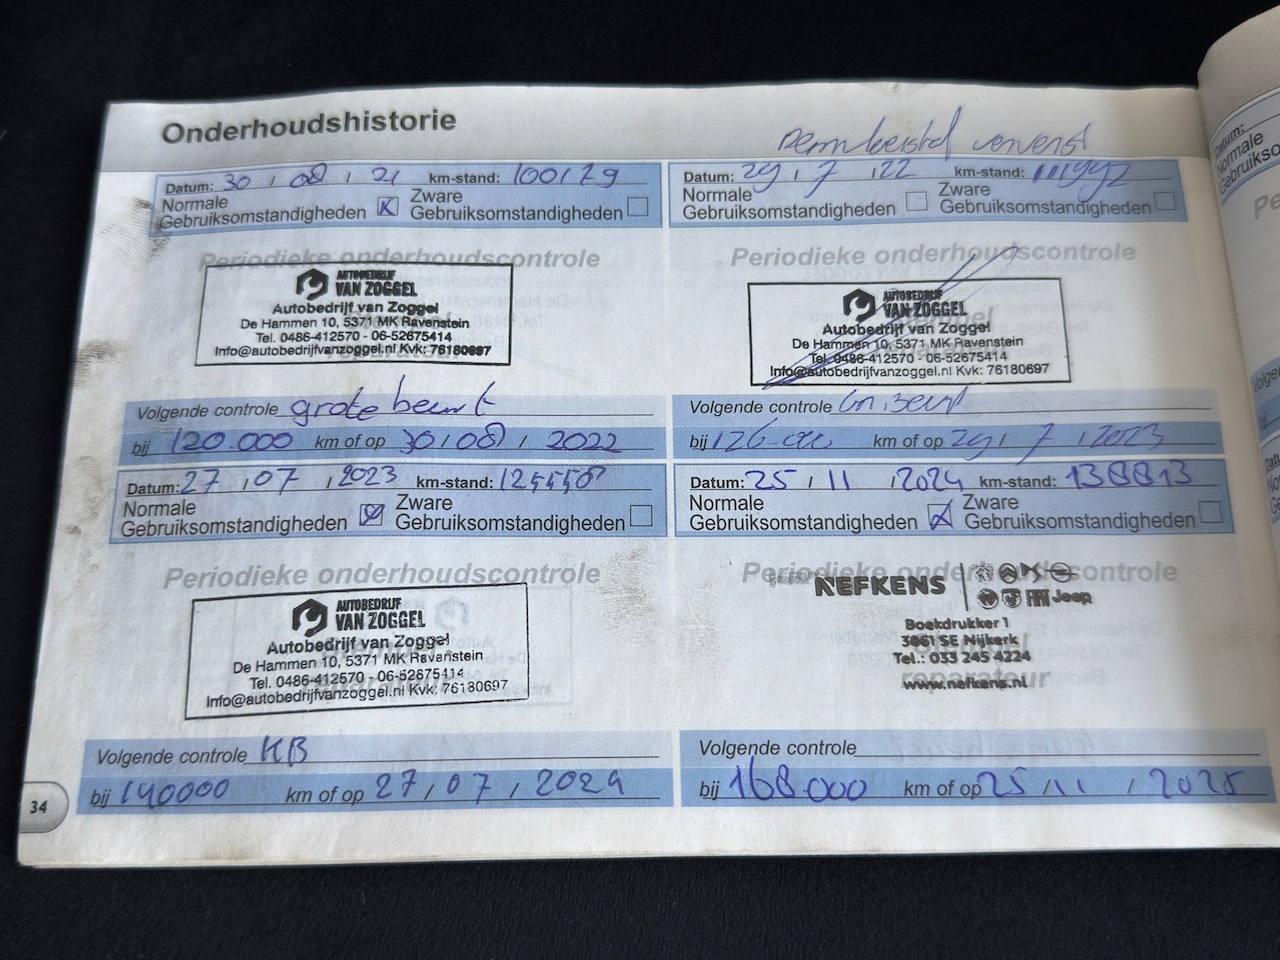 Onderhoudshistorie
Datum: 30 / 08 / 21 km-stand: 100129
Normale Gebruiksomstandigheden Zware Gebruiksomstandigheden
Periodieke onderhoudscontrole
AUTOBEDRIJF
VAN ZOGGEL
Autobedrijf van Zoggel
De Hammen 10, 5371 MK Ravenstein
Tel. 0486-412570 - 06-52675414
Info@autobedrijfvanzoggel.nl Kvk: 76180697
Volgende controle grote beurt
bij 120.000 km of op 30 / 08 / 2022
Datum: 29 / 7 / 22 km-stand:
Normale Gebruiksomstandigheden Zware Gebruiksomstandigheden
Periodieke onderhoudscontrole
AUTOBEDRIJF
VAN ZOGGEL
Autobedrijf van Zoggel
De Hammen 10, 5371 MK Ravenstein
Tel. 0486-412570 - 06-52675414
Info@autobedrijfvanzoggel.nl Kvk: 76180697
Volgende controle
bij km of op 29 / 7 / 2023
Datum: 27 / 07 / 2023 km-stand: 125558
Normale Gebruiksomstandigheden Zware Gebruiksomstandigheden
Periodieke onderhoudscontrole
AUTOBEDRIJF
VAN ZOGGEL
Autobedrijf van Zoggel
De Hammen 10, 5371 MK Ravenstein
Tel. 0486-412570 - 06-52675414
Info@autobedrijfvanzoggel.nl Kvk: 76180697
Volgende controle KB
bij 140000 km of op 27 / 07 / 2024
Datum: 25 / 11 / 2024 km-stand: 138813
Normale Gebruiksomstandigheden Zware Gebruiksomstandigheden
Periodieke onderhoudscontrole
NEFKENS
FIAT Jeep
Boekdrukker 1
3861 SE Nijkerk
Tel.: 033 245 4224
reparateur
www.nefkens.nl
Volgende controle
bij 168.000 km of op 25 / 11 / 2025
34